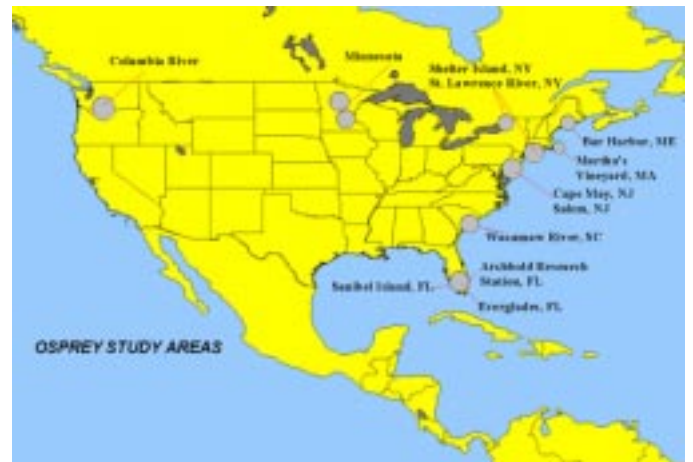 Columbia River
Minnesota
Shelter Island, NY
St. Lawrence River, NY
Bar Harbor, ME
Martha's
Vineyard, MA
Cape May, NJ
Salem, NJ
Waccamaw River, SC
Archbold Research
Station, FL
Sanibel Island, FL
Everglades, FL
OSPREY STUDY AREAS